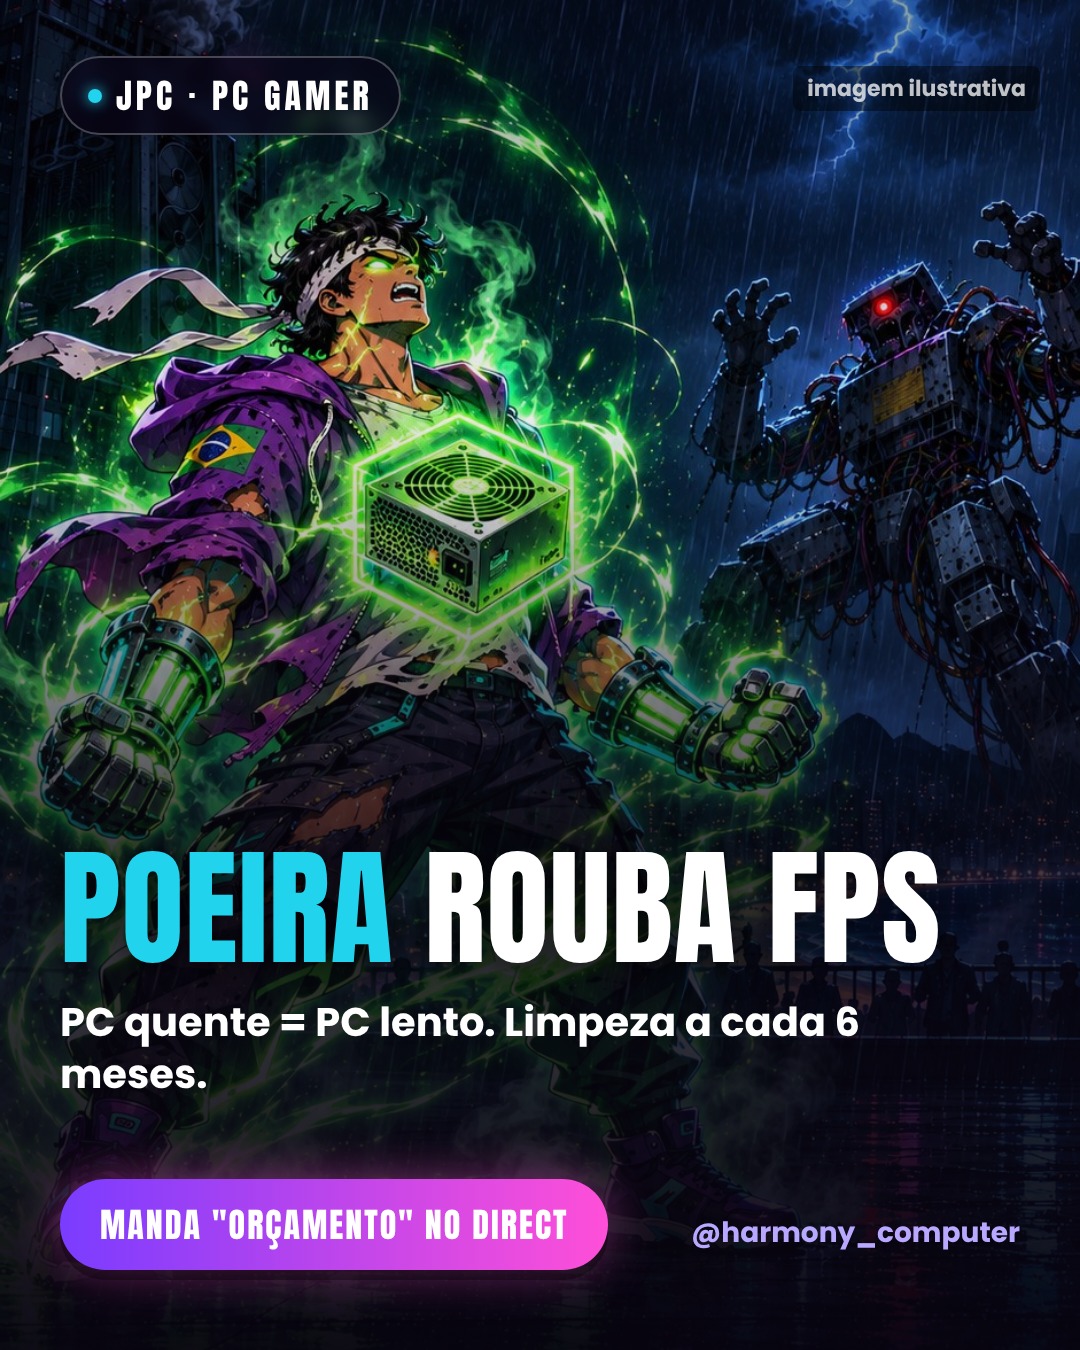 JPC · PC GAMER
imagem ilustrativa
POEIRA ROUBA FPS
PC quente = PC lento. Limpeza a cada 6
meses.
MANDA "ORÇAMENTO" NO DIRECT
@harmony_computer